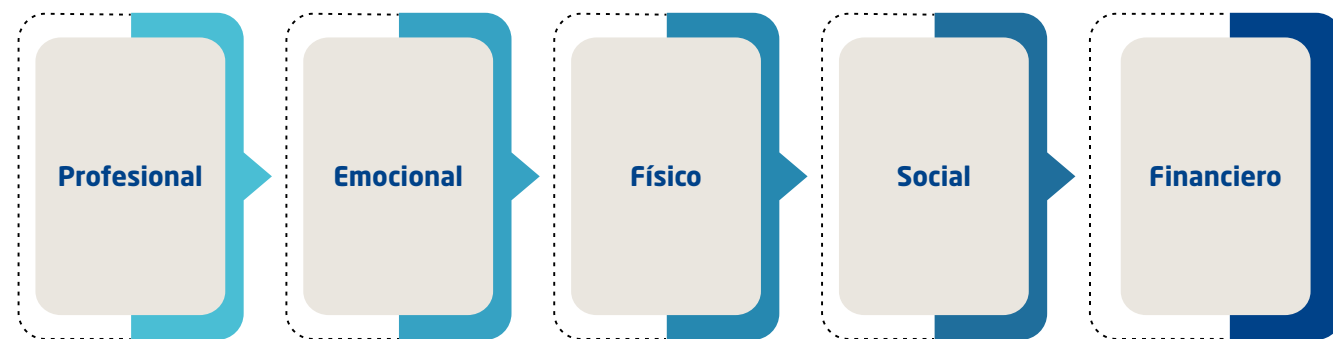 Profesional
Emocional
Físico
Social
Financiero